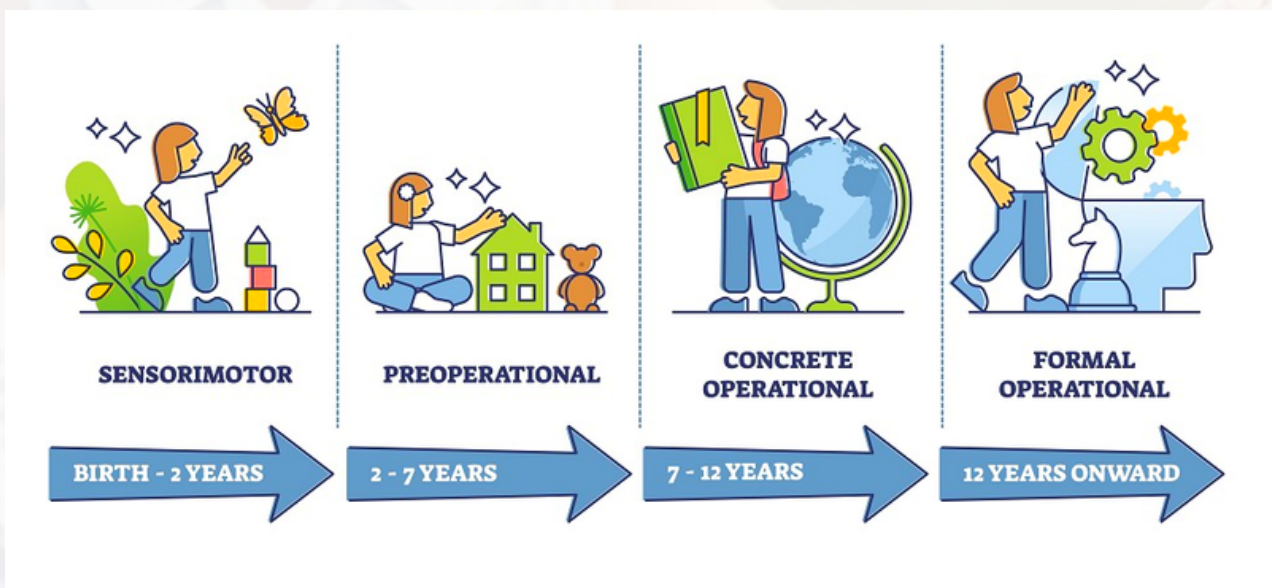 SENSORIMOTOR
PREOPERATIONAL
CONCRETE
OPERATIONAL
FORMAL
OPERATIONAL
BIRTH - 2 YEARS
2 - 7 YEARS
7 - 12 YEARS
12 YEARS ONWARD